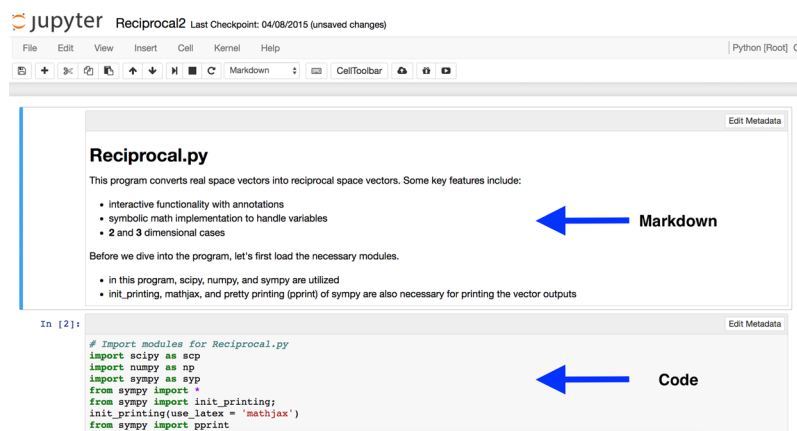 jupyter Reciprocal2 Last Checkpoint: 04/08/2015 (unsaved changes)
File Edit View Insert Cell Kernel Help Python [Root]
Markdown CellToolbar
Edit Metadata
Reciprocal.py
This program converts real space vectors into reciprocal space vectors. Some key features include:
• interactive functionality with annotations
• symbolic math implementation to handle variables
• 2 and 3 dimensional cases
Markdown
Before we dive into the program, let's first load the necessary modules.
• in this program, scipy, numpy, and sympy are utilized
• init_printing, mathjax, and pretty printing (pprint) of sympy are also necessary for printing the vector outputs
In [2]:
Edit Metadata
# Import modules for Reciprocal.py
import scipy as scp
import numpy as np
import sympy as syp
from sympy import *
from sympy import init_printing;
init_printing(use_latex = 'mathjax')
from sympy import pprint
Code